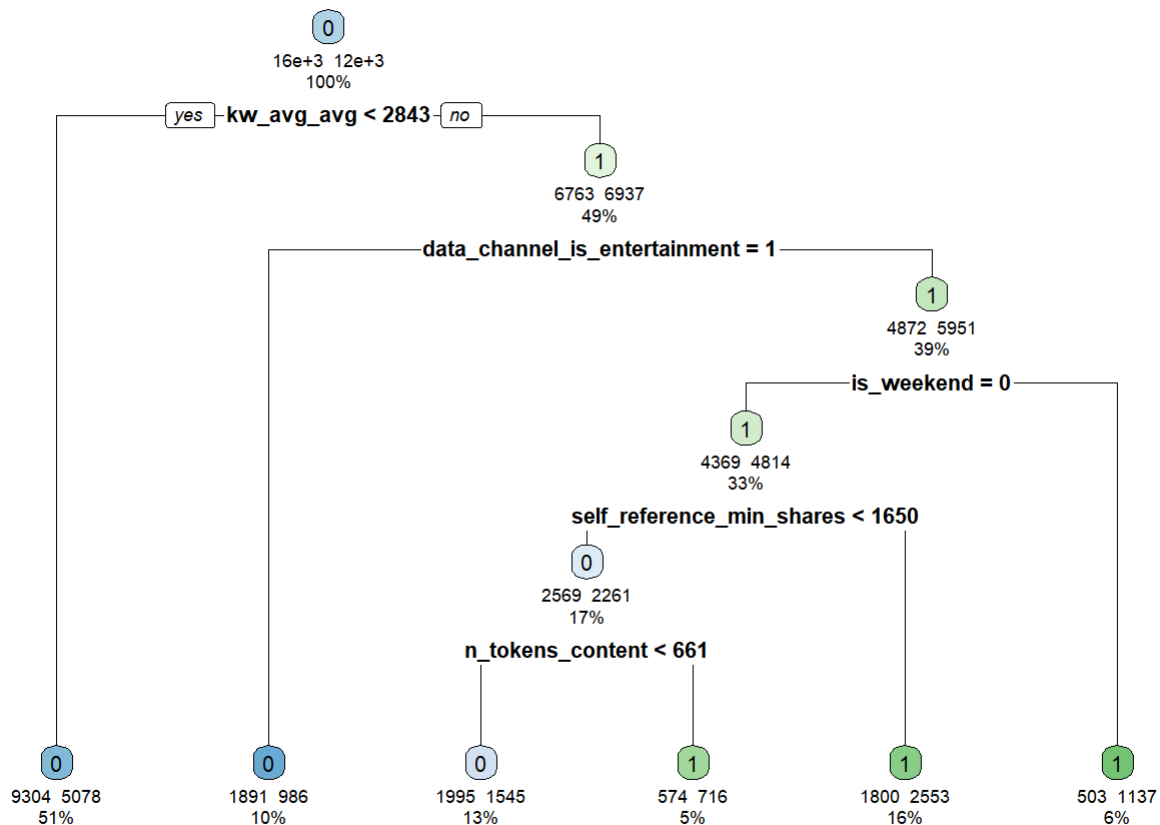 0
16e+3 12e+3
100%
yes kw_avg_avg < 2843 no
1
6763 6937
49%
data_channel_is_entertainment = 1
1
4872 5951
39%
is_weekend = 0
1
4369 4814
33%
self_reference_min_shares < 1650
0
2569 2261
17%
n_tokens_content < 661
0 0 0 1 1 1
9304 5078 1891 986 1995 1545 574 716 1800 2553 503 1137
51% 10% 13% 5% 16% 6%